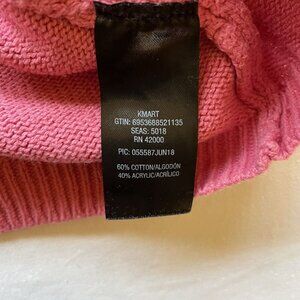 KMART
GTIN: 6953688521135
SEAS: 5018
RN 42000
PIC: 055587JUN18
60% COTTON/ALGODÓN
40% ACRYLIC/ACRÍLICO